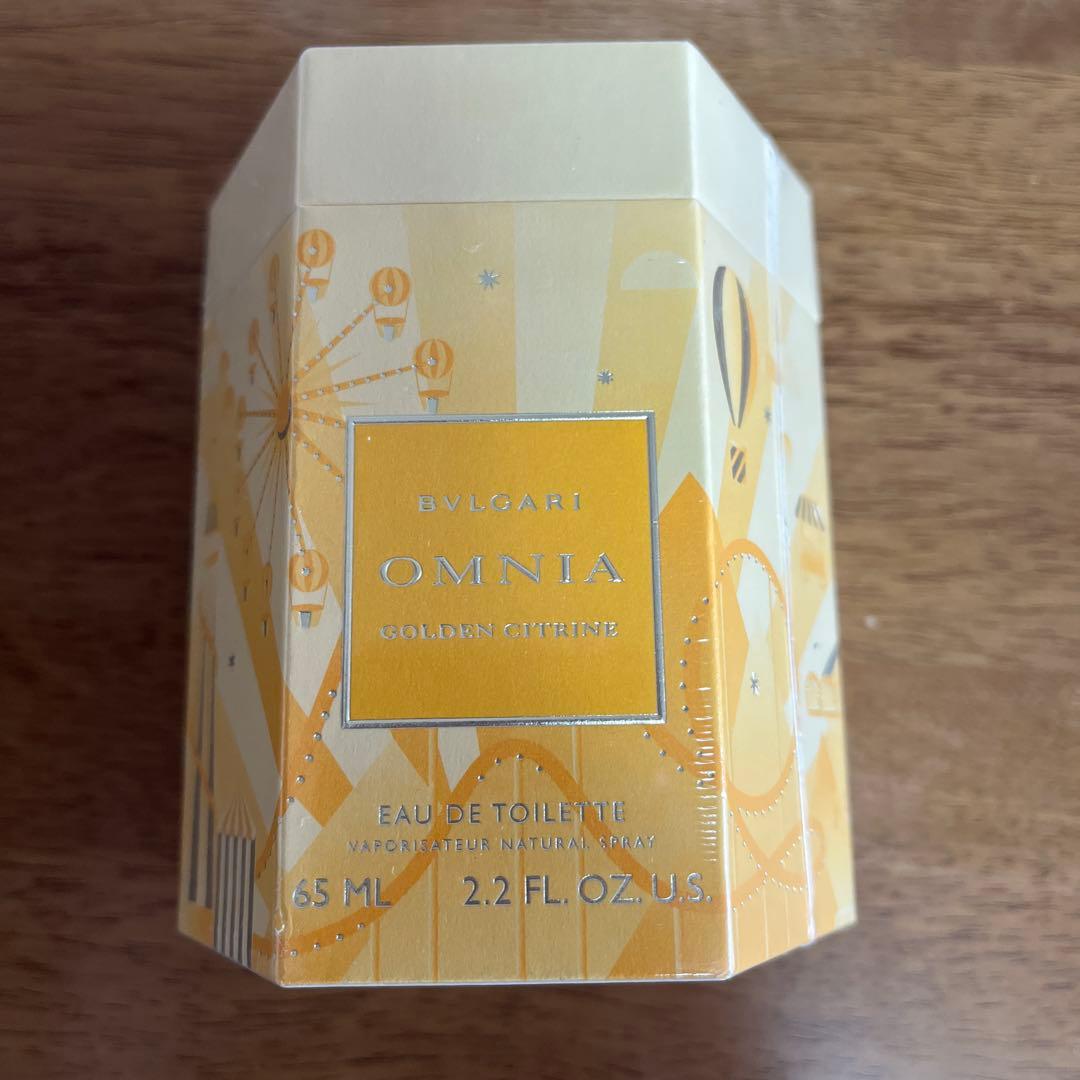 BVLGARI
OMNIA
GOLDEN CITRINE
EAU DE TOILETTE
VAPORISATEUR NATURAL SPRAY
65 ML 2.2 FL. OZ. U.S.